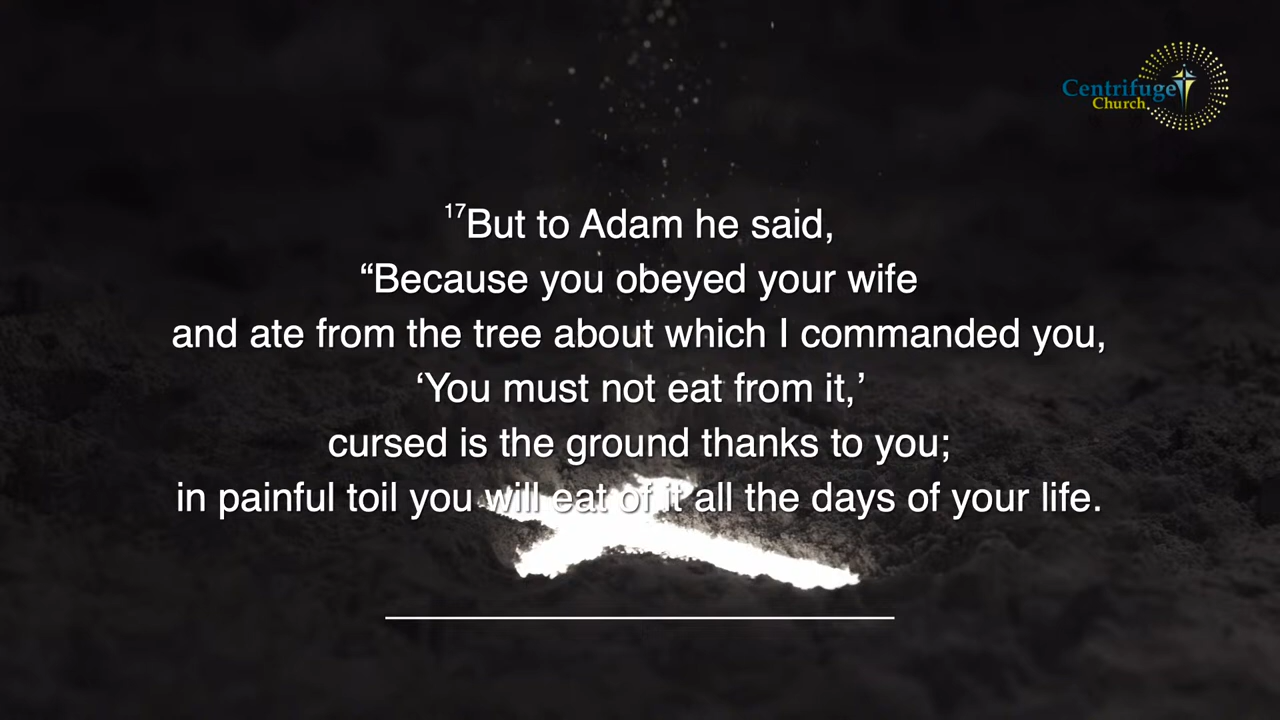 Centrifuge
Church
17But to Adam he said,
“Because you obeyed your wife
and ate from the tree about which I commanded you,
‘You must not eat from it,’
cursed is the ground thanks to you;
in painful toil you will eat of it all the days of your life.